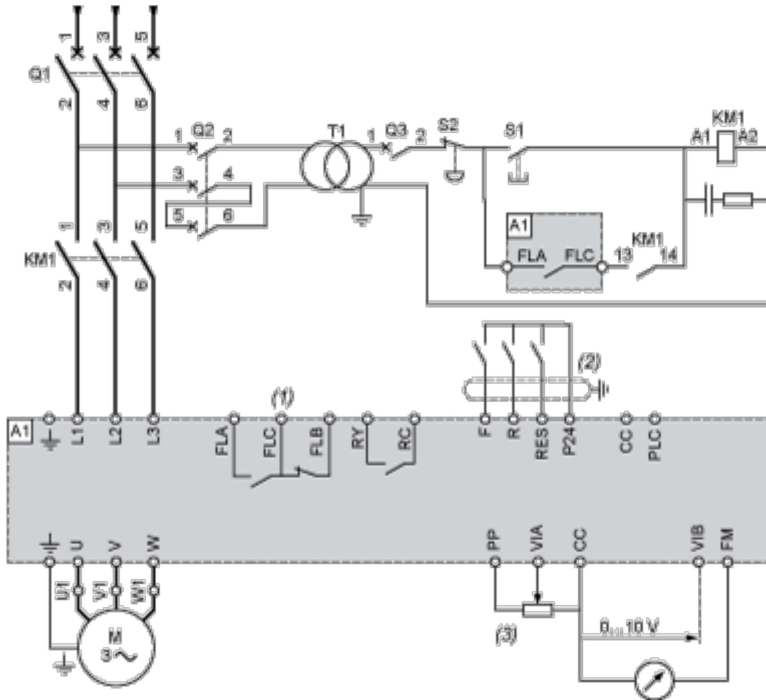 1 3 5
Q1
2 4 6
1 Q2 2 T1 1 Q3 2 S2 S1 KM1
A1 A2
3 4
5 6
A1
FLA FLC 13 KM1 14
1 3 5
KM1
2 4 6
(1) (2)
A1 L1 L2 L3 FLA FLC FLB RY RC F R RES P24 CC PLC
U V W PP VIA CC VIB FM
U1 V1 W1
(3) 0...10 V
M
3